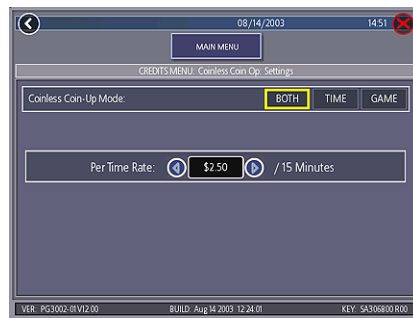 08/14/2003 14:51
MAIN MENU
CREDITS MENU: Coinless Coin Op: Settings
Coinless Coin-Up Mode: BOTH TIME GAME
Per Time Rate: $2.50 / 15 Minutes
VER: PG3002-01V12.00 BUILD: Aug 14 2003 12:24:01 KEY: SA306800 R00